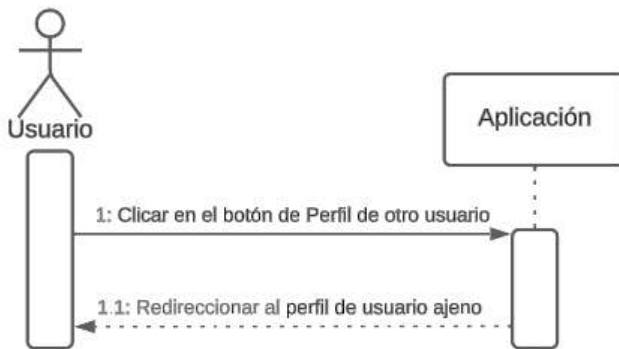 Usuario
Aplicación
1: Clicar en el botón de Perfil de otro usuario
1.1: Redireccionar al perfil de usuario ajeno